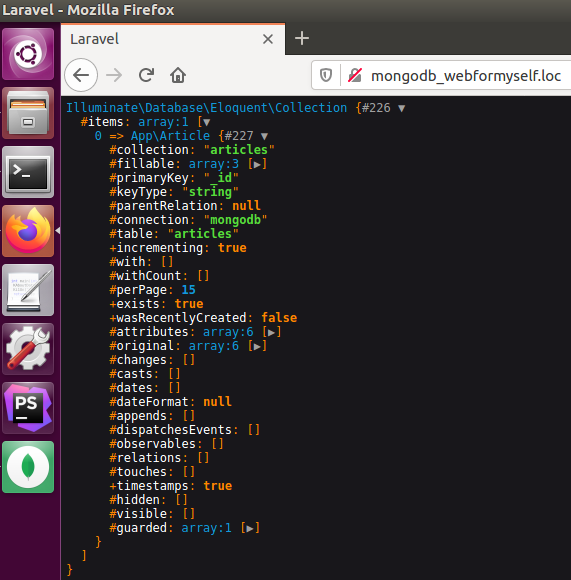 Laravel - Mozilla Firefox
Laravel
mongodb_webformyself.loc
Illuminate\Database\Eloquent\Collection {#226 ▼
#items: array:1 [▼
0 => App\Article {#227 ▼
#collection: "articles"
#fillable: array:3 [▶]
#primaryKey: "_id"
#keyType: "string"
#parentRelation: null
#connection: "mongodb"
#table: "articles"
+incrementing: true
#with: []
#withCount: []
#perPage: 15
+exists: true
+wasRecentlyCreated: false
#attributes: array:6 [▶]
#original: array:6 [▶]
#changes: []
#casts: []
#dates: []
#dateFormat: null
#appends: []
#dispatchesEvents: []
#observables: []
#relations: []
#touches: []
+timestamps: true
#hidden: []
#visible: []
#guarded: array:1 [▶]
}
]
}
PS